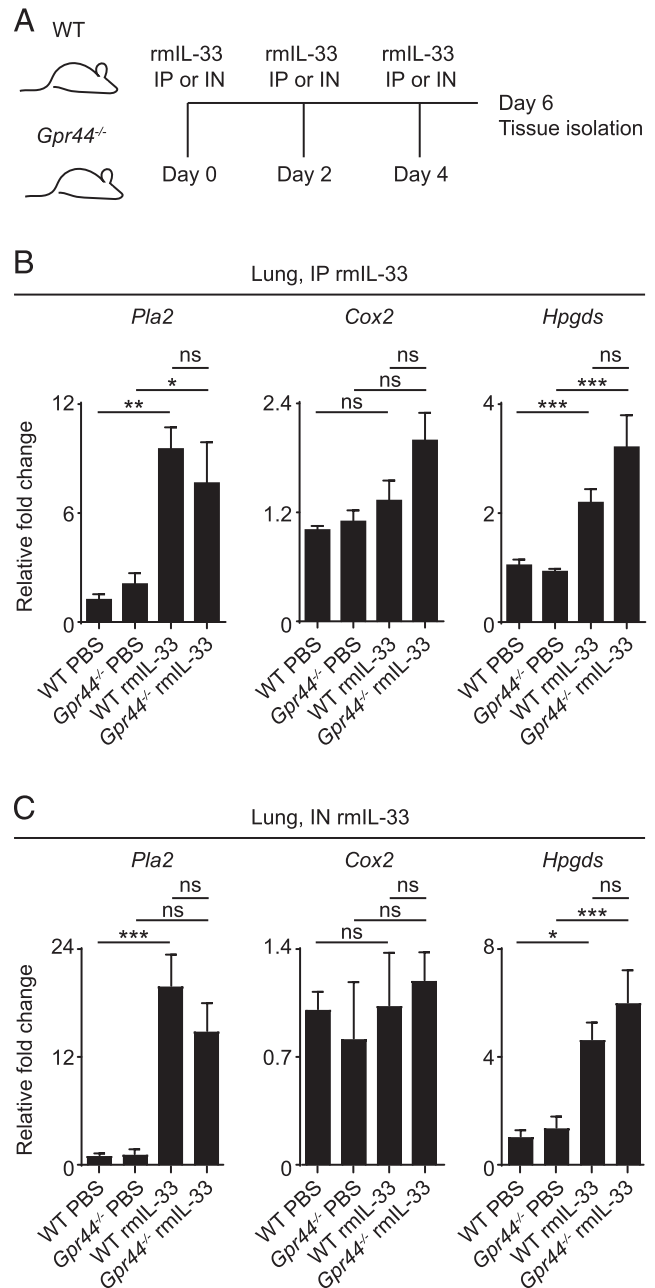 A
WT
Gpr44-/-
rmIL-33 rmIL-33 rmIL-33
IP or IN IP or IN IP or IN
Day 0 Day 2 Day 4
Day 6
Tissue isolation
B
Lung, IP rmIL-33
Pla2 Cox2 Hpgds
Relative fold change
ns
*
**
12
6
0
WT PBS
Gpr44-/- PBS
WT rmIL-33
Gpr44-/- rmIL-33
ns
ns
ns
2.4
1.2
0
WT PBS
Gpr44-/- PBS
WT rmIL-33
Gpr44-/- rmIL-33
ns
***
***
4
2
0
WT PBS
Gpr44-/- PBS
WT rmIL-33
Gpr44-/- rmIL-33
C
Lung, IN rmIL-33
Pla2 Cox2 Hpgds
Relative fold change
ns
ns
***
24
12
0
WT PBS
Gpr44-/- PBS
WT rmIL-33
Gpr44-/- rmIL-33
ns
ns
ns
1.4
0.7
0
WT PBS
Gpr44-/- PBS
WT rmIL-33
Gpr44-/- rmIL-33
ns
***
*
8
4
0
WT PBS
Gpr44-/- PBS
WT rmIL-33
Gpr44-/- rmIL-33